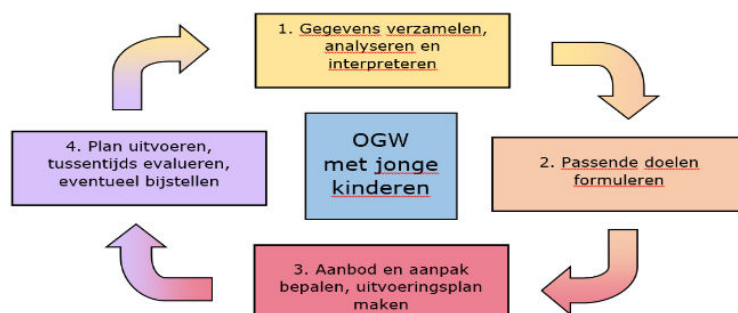 1. Gegevens verzamelen,
analyseren en
interpreteren
2. Passende doelen
formuleren
3. Aanbod en aanpak
bepalen, uitvoeringsplan
maken
4. Plan uitvoeren,
tussentijds evalueren,
eventueel bijstellen
OGW
met jonge
kinderen